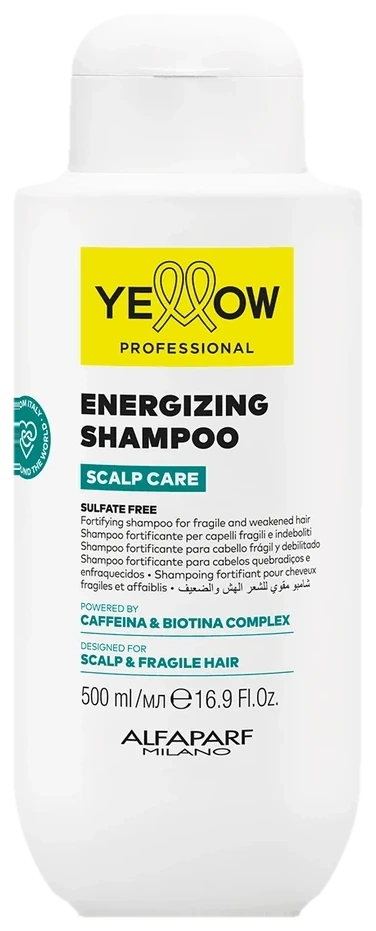 YELLOW
PROFESSIONAL
ENERGIZING
SHAMPOO
SCALP CARE
SULFATE FREE
Fortifying shampoo for fragile and weakened hair
Shampoo fortificante per capelli fragili e indeboliti
Shampoo fortificante para cabello frágil y debilitado
Shampoo fortificante para cabelos quebradiços e
enfraquecidos • Shampoing fortifiant pour cheveux
fragiles et affaiblis • شامبو مقوي للشعر الهش والضعيف
POWERED BY
CAFFEINA & BIOTINA COMPLEX
DESIGNED FOR
SCALP & FRAGILE HAIR
500 ml/мл ℮ 16.9 Fl.Oz.
ALFAPARF
MILANO